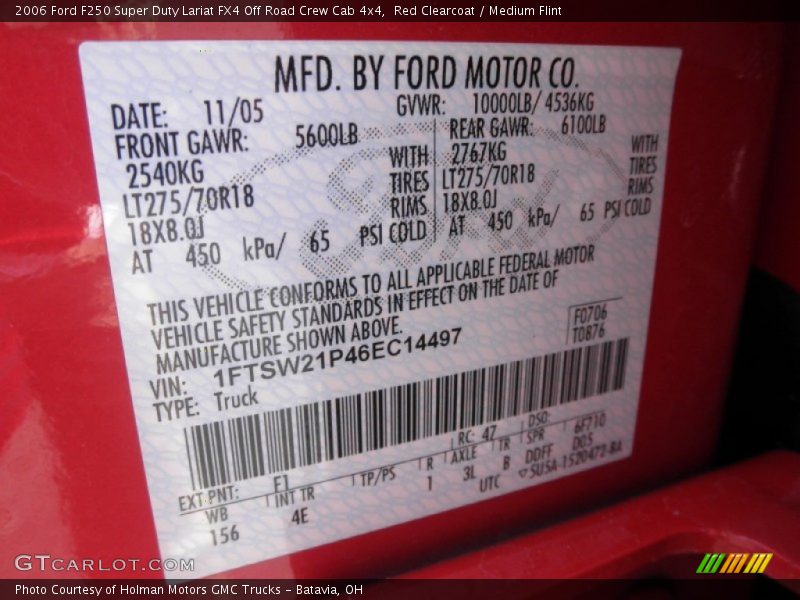 2006 Ford F250 Super Duty Lariat FX4 Off Road Crew Cab 4x4, Red Clearcoat / Medium Flint
MFD. BY FORD MOTOR CO.
DATE: 11/05 GVWR: 10000LB/ 4536KG
FRONT GAWR: 5600LB REAR GAWR: 6100LB
2540KG WITH 2767KG WITH
LT275/70R18 TIRES LT275/70R18 TIRES
18X8.0J RIMS 18X8.0J RIMS
AT 450 kPa/ 65 PSI COLD AT 450 kPa/ 65 PSI COLD
THIS VEHICLE CONFORMS TO ALL APPLICABLE FEDERAL MOTOR
VEHICLE SAFETY STANDARDS IN EFFECT ON THE DATE OF
MANUFACTURE SHOWN ABOVE.
F0706
T0876
VIN: 1FTSW21P46EC14497
TYPE: Truck
EXT PNT: F1 RC: 47 DSO:
WB INT TR TP/PS R AXLE TR SPR 6F710
156 4E 1 3L B DDFF D05
UTC ▽SU5A-1520472-BA
Ford
GTCARLOT.COM
Photo Courtesy of Holman Motors GMC Trucks – Batavia, OH